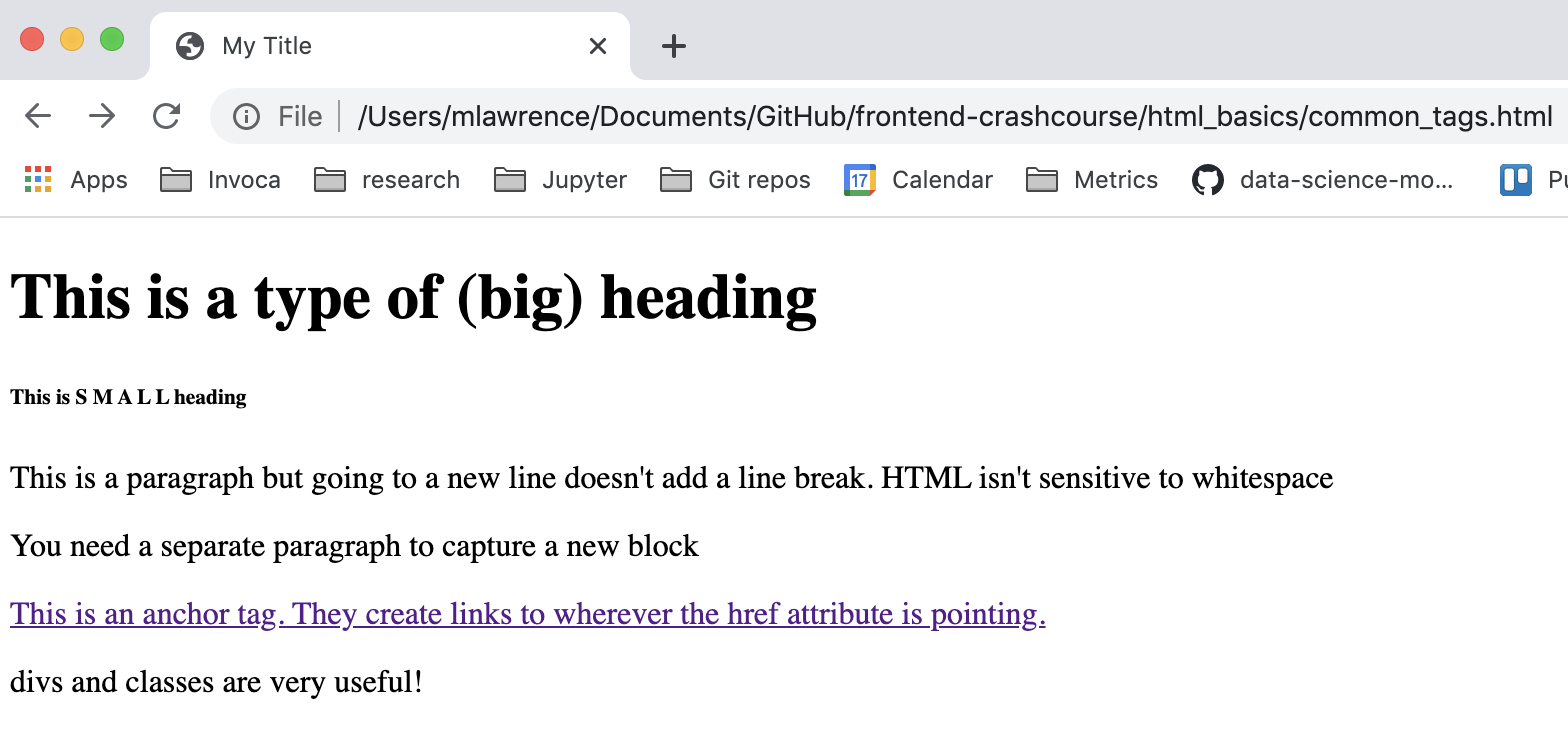 My Title
File | /Users/mlawrence/Documents/GitHub/frontend-crashcourse/html_basics/common_tags.html
Apps Invoca research Jupyter Git repos 17 Calendar Metrics data-science-mo...
This is a type of (big) heading
This is S M A L L heading
This is a paragraph but going to a new line doesn't add a line break. HTML isn't sensitive to whitespace
You need a separate paragraph to capture a new block
This is an anchor tag. They create links to wherever the href attribute is pointing.
divs and classes are very useful!